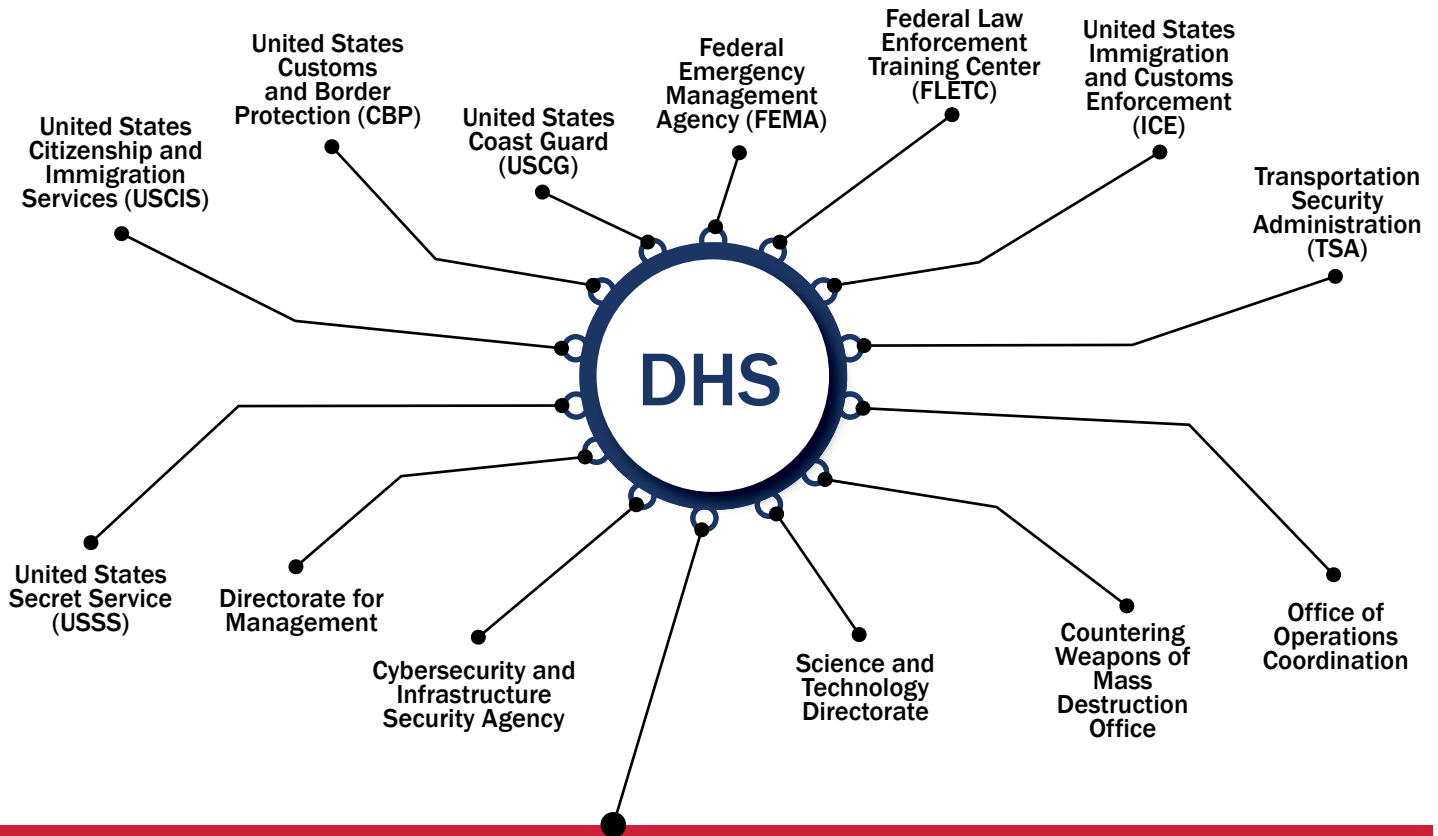 United States
Citizenship and
Immigration
Services (USCIS)
United States
Customs
and Border
Protection (CBP)
United States
Coast Guard
(USCG)
Federal
Emergency
Management
Agency (FEMA)
Federal Law
Enforcement
Training Center
(FLETC)
United States
Immigration
and Customs
Enforcement
(ICE)
Transportation
Security
Administration
(TSA)
DHS
United States
Secret Service
(USSS)
Directorate for
Management
Cybersecurity and
Infrastructure
Security Agency
Science and
Technology
Directorate
Countering
Weapons of
Mass
Destruction
Office
Office of
Operations
Coordination